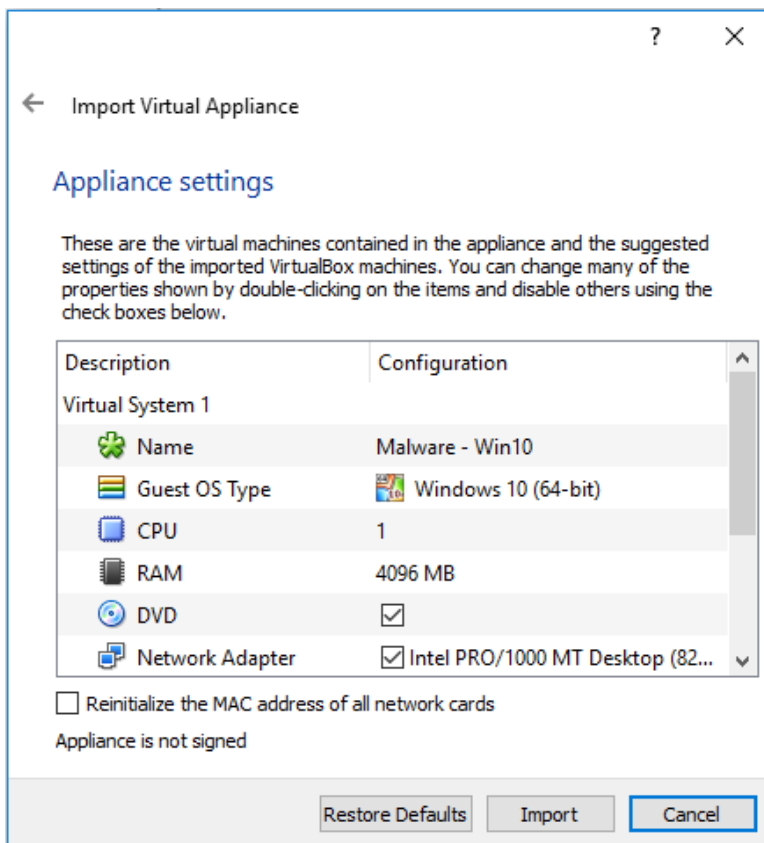 ?
Import Virtual Appliance
Appliance settings
These are the virtual machines contained in the appliance and the suggested
settings of the imported VirtualBox machines. You can change many of the
properties shown by double-clicking on the items and disable others using the
check boxes below.
Description Configuration
Virtual System 1
Name Malware - Win10
Guest OS Type Windows 10 (64-bit)
CPU 1
RAM 4096 MB
DVD
Network Adapter Intel PRO/1000 MT Desktop (82...
Reinitialize the MAC address of all network cards
Appliance is not signed
Restore Defaults Import Cancel